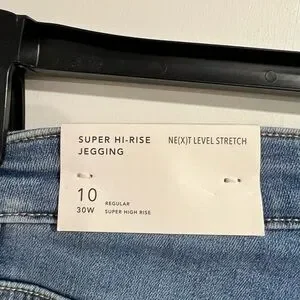 SUPER HI-RISE
JEGGING
NE(X)T LEVEL STRETCH
10
30W
REGULAR
SUPER HIGH RISE